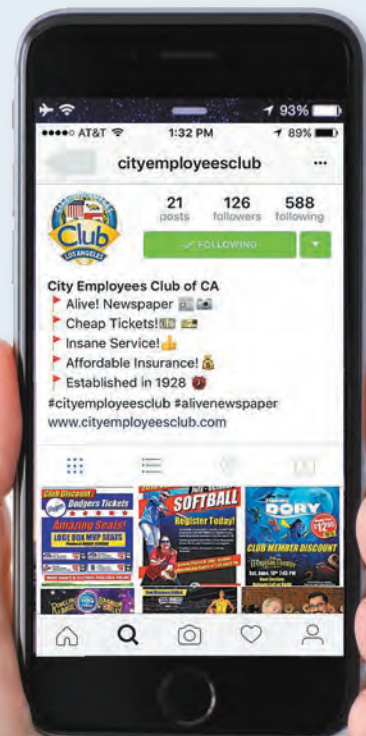 93%
AT&T 1:32 PM 89%
cityemployeesclub ...
Club
LOS ANGELES
21 126 588
posts followers following
FOLLOWING
City Employees Club of CA
Alive! Newspaper
Cheap Tickets!
Insane Service!
Affordable Insurance!
Established in 1928
#cityemployeesclub #alivenewspaper
www.cityemployeesclub.com
Club Discount
Dodgers Tickets
Amazing Seats!
LOGE BOX MVP SEATS
SOFTBALL
Register Today!
DORY
CLUB MEMBER DISCOUNT